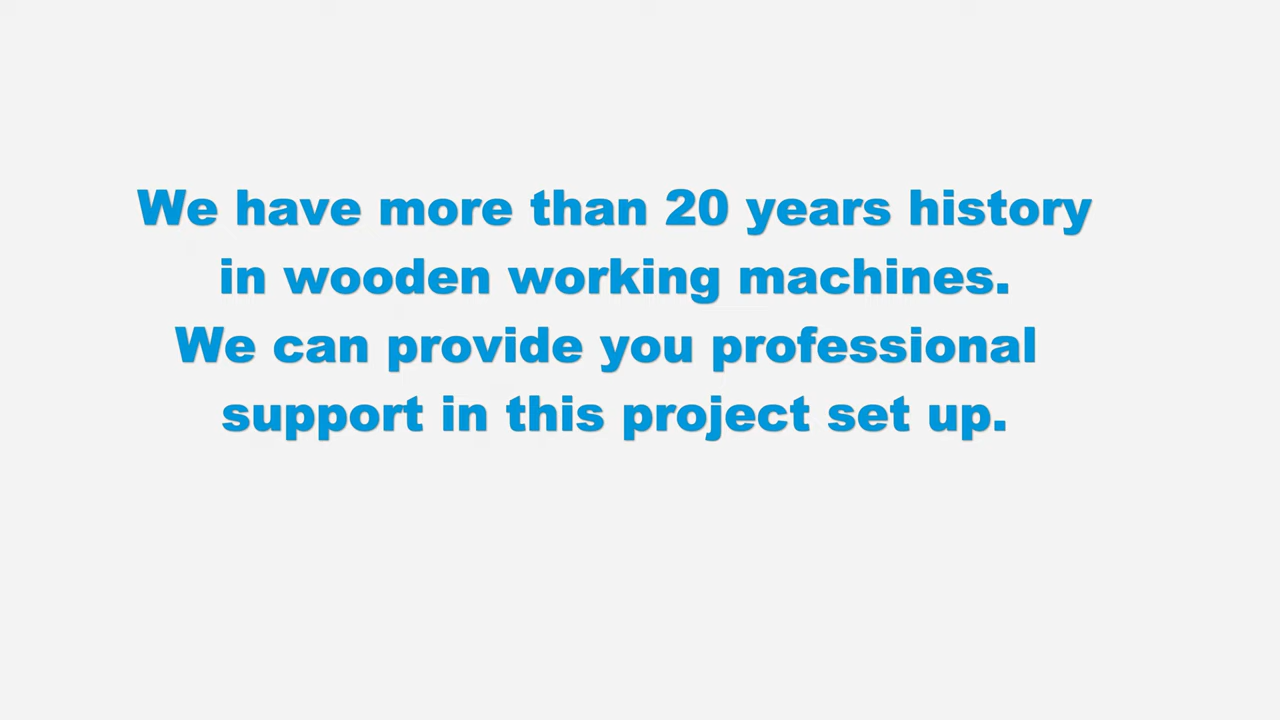 We have more than 20 years history
in wooden working machines.
We can provide you professional
support in this project set up.